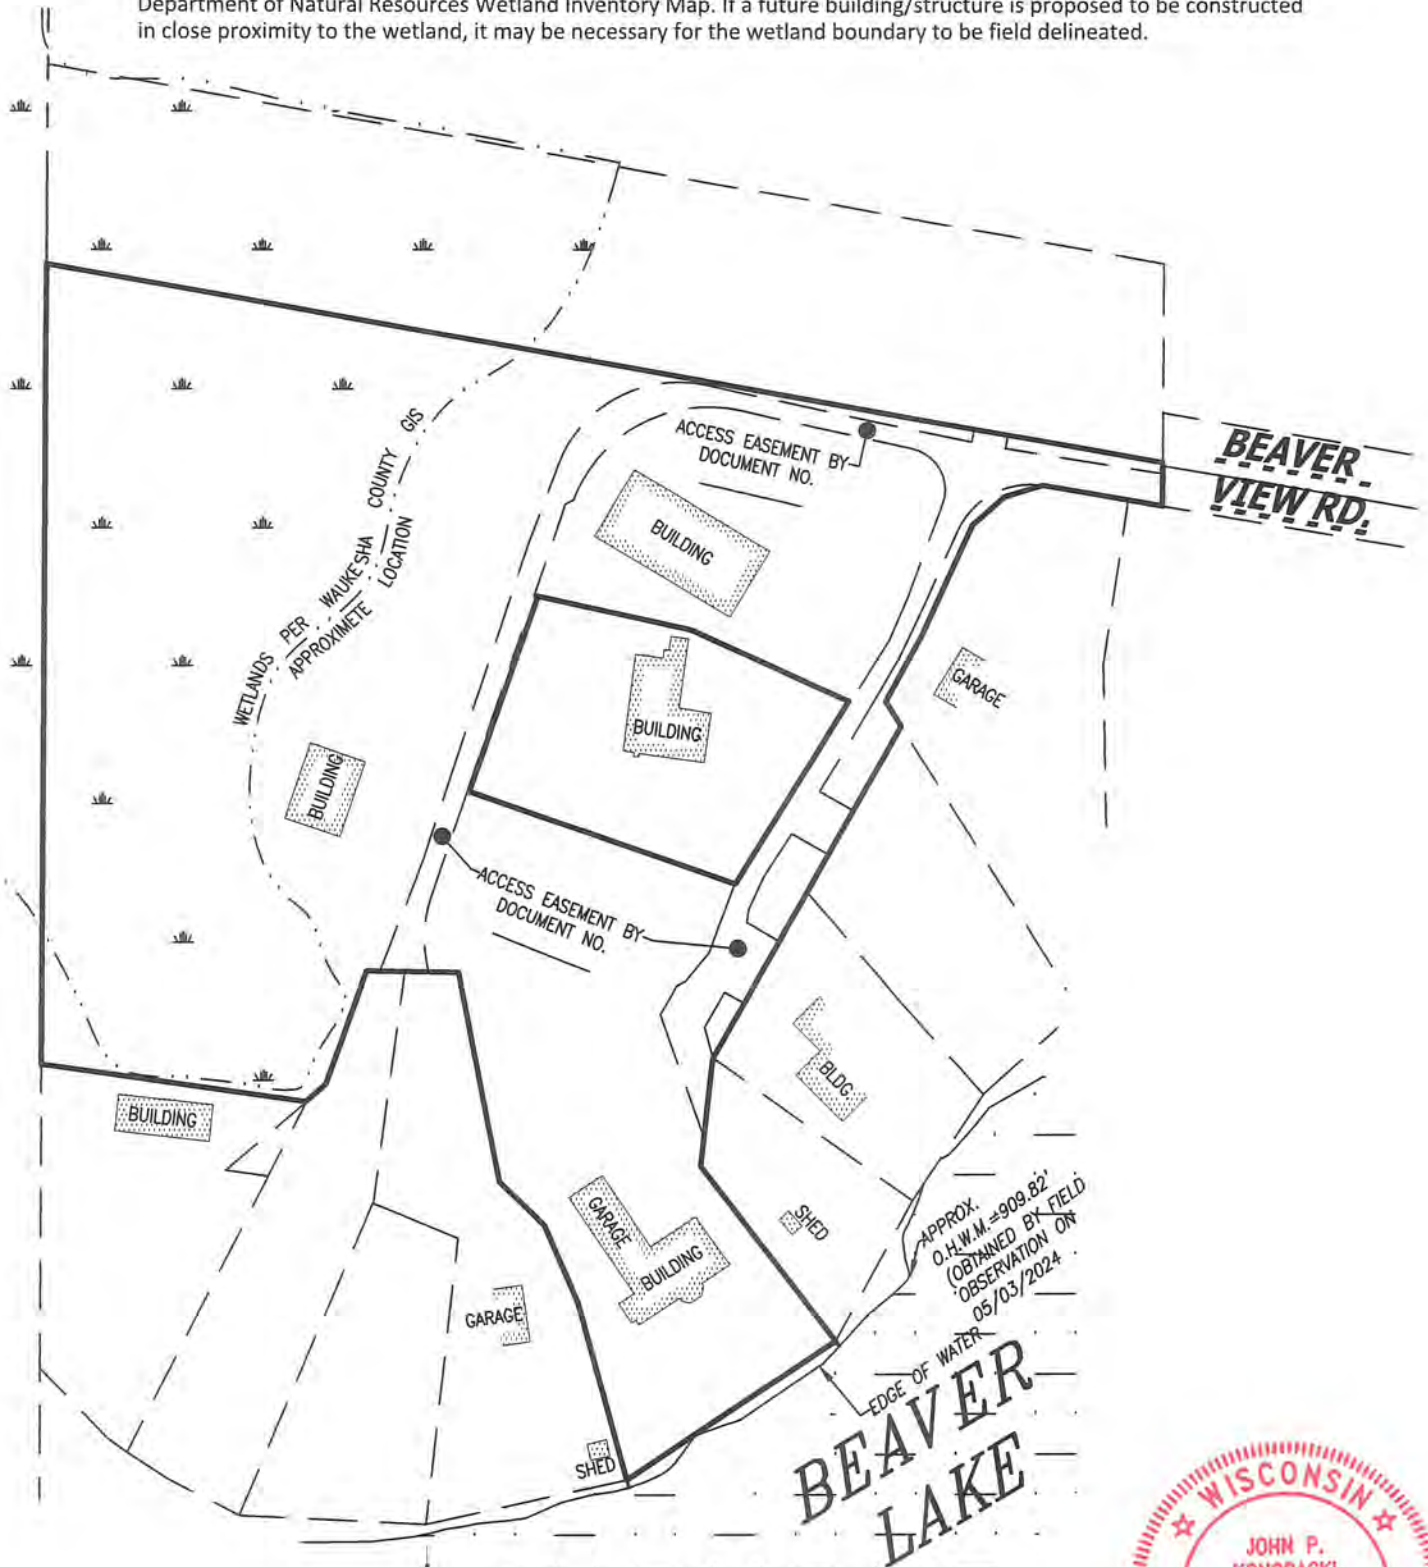 Department of Natural Resources Wetland Inventory Map. If a future building/structure is proposed to be constructed
in close proximity to the wetland, it may be necessary for the wetland boundary to be field delineated.
BEAVER
VIEW RD.
ACCESS EASEMENT BY
DOCUMENT NO.
BUILDING
WETLANDS PER WAUKESHA COUNTY GIS
APPROXIMETE LOCATION
GARAGE
BUILDING
BUILDING
ACCESS EASEMENT BY
DOCUMENT NO.
BLDG.
BUILDING
SHED
APPROX.
O.H.W.M.=909.82'
(OBTAINED BY FIELD
OBSERVATION ON
05/03/2024
GARAGE
BUILDING
GARAGE
EDGE OF WATER
BEAVER
LAKE
SHED
WISCONSIN
JOHN P.